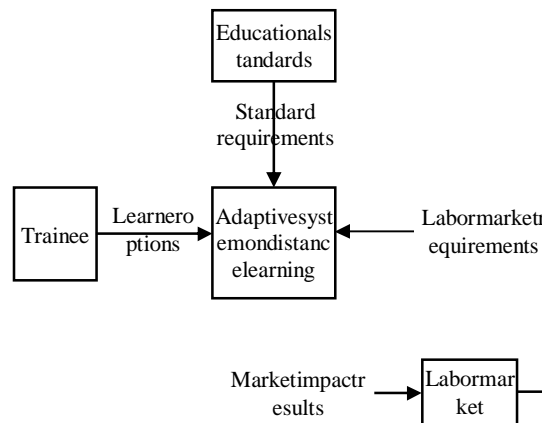 Educationals
tandards
Standard
requirements
Trainee
Learnero
ptions
Adaptivesyst
emondistanc
elearning
Labormarketr
equirements
Marketimpactr
esults
Labormar
ket